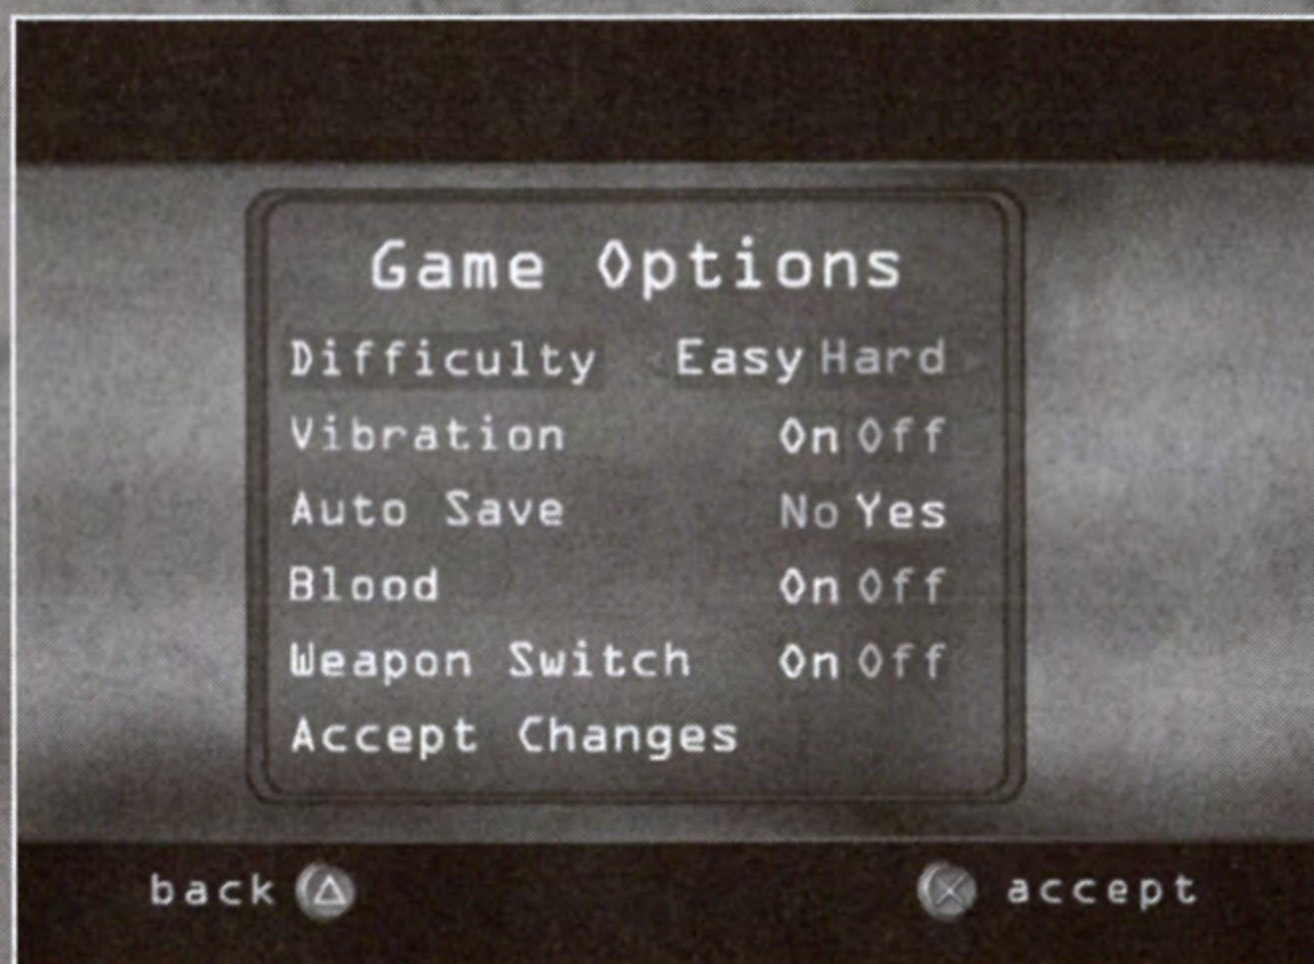 Game Options
Difficulty Easy Hard
Vibration On Off
Auto Save No Yes
Blood On Off
Weapon Switch On Off
Accept Changes
back accept